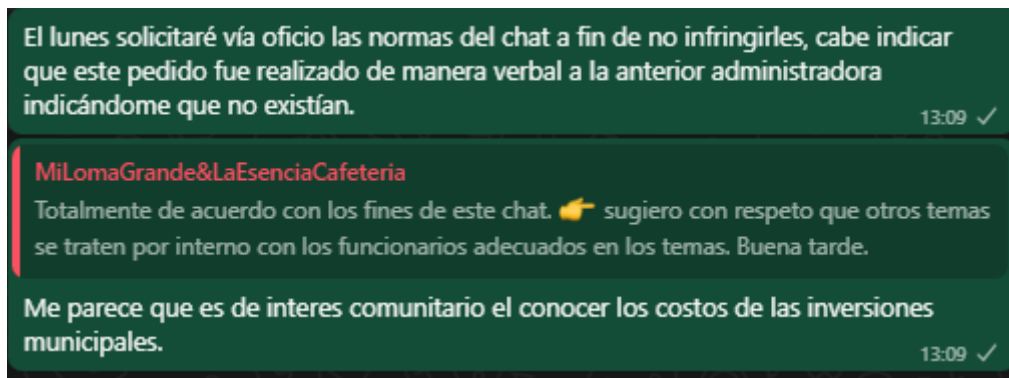 El lunes solicitaré vía oficio las normas del chat a fin de no infringirles, cabe indicar
que este pedido fue realizado de manera verbal a la anterior administradora
indicándome que no existían.
13:09
MiLomaGrande&LaEsenciaCafeteria
Totalmente de acuerdo con los fines de este chat. 👉 sugiero con respeto que otros temas
se traten por interno con los funcionarios adecuados en los temas. Buena tarde.
Me parece que es de interes comunitario el conocer los costos de las inversiones
municipales.
13:09